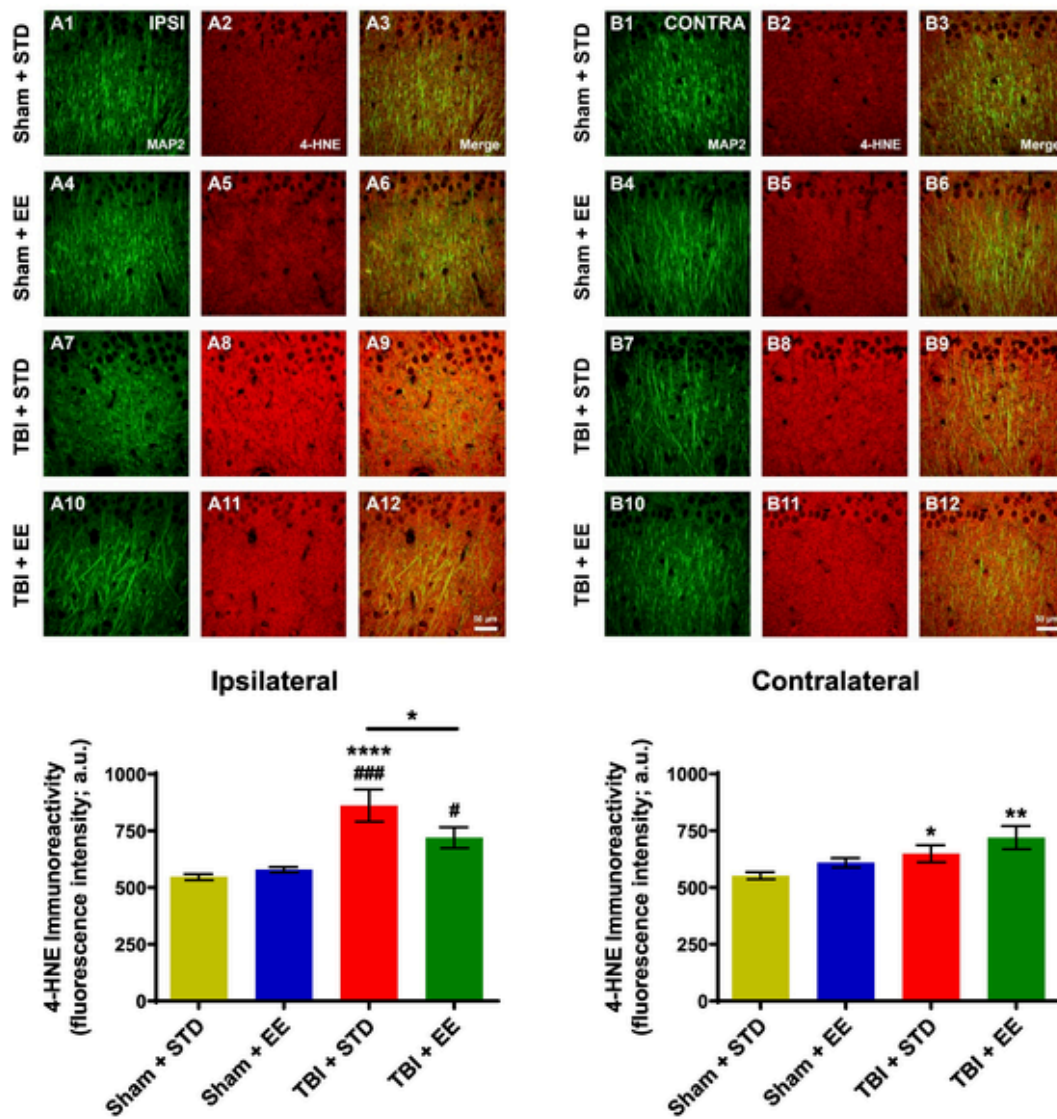 Sham + STD
A1 IPSI
MAP2
A2
4-HNE
A3
Merge
Sham + EE
A4
A5
A6
TBI + STD
A7
A8
A9
TBI + EE
A10
A11
A12
50 µm
Sham + STD
B1 CONTRA
MAP2
B2
4-HNE
B3
Merge
Sham + EE
B4
B5
B6
TBI + STD
B7
B8
B9
TBI + EE
B10
B11
B12
50 µm
Ipsilateral
4-HNE Immunoreactivity
(fluorescence intensity; a.u.)
1000
750
500
250
0
*
****
###
#
Sham + STD
Sham + EE
TBI + STD
TBI + EE
Contralateral
4-HNE Immunoreactivity
(fluorescence intensity; a.u.)
1000
750
500
250
0
*
**
Sham + STD
Sham + EE
TBI + STD
TBI + EE